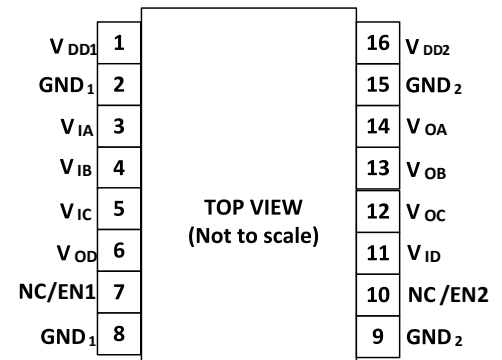 V DD1 1
GND 1 2
V IA 3
V IB 4
V IC 5
V OD 6
NC/EN1 7
GND 1 8
TOP VIEW
(Not to scale)
16 V DD2
15 GND 2
14 V OA
13 V OB
12 V OC
11 V ID
10 NC /EN2
9 GND 2